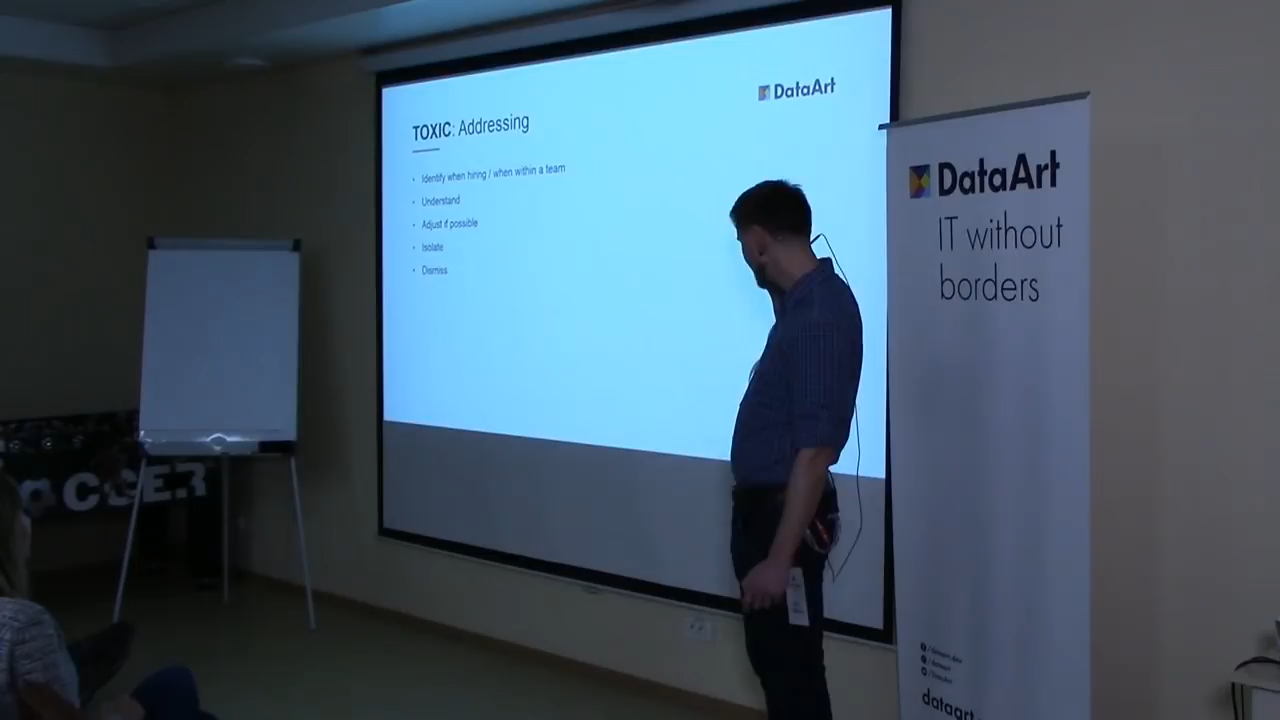 DataArt
TOXIC: Addressing
• Identify when hiring / when within a team
• Understand
• Adjust if possible
• Isolate
• Dismiss
DataArt
IT without
borders
dataart
OCCER